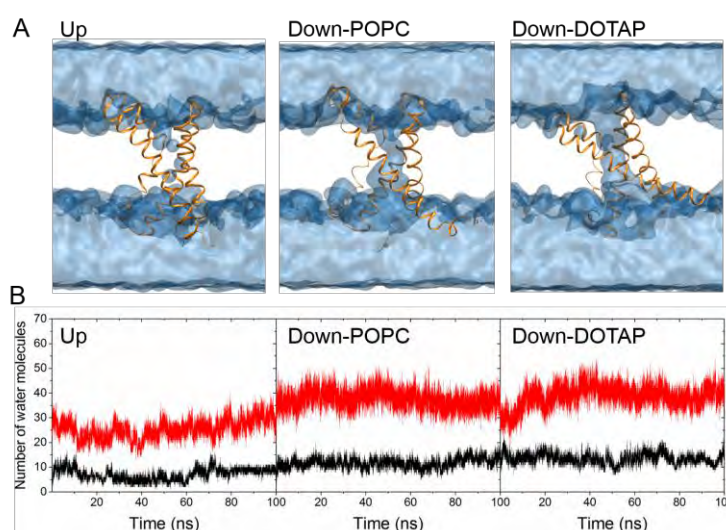 A
Up
Down-POPC
Down-DOTAP
B
Number of water molecules
70
60
50
40
30
20
10
0
Up
Down-POPC
Down-DOTAP
20 40 60 80 100 20 40 60 80 100 20 40 60 80 100
Time (ns) Time (ns) Time (ns)